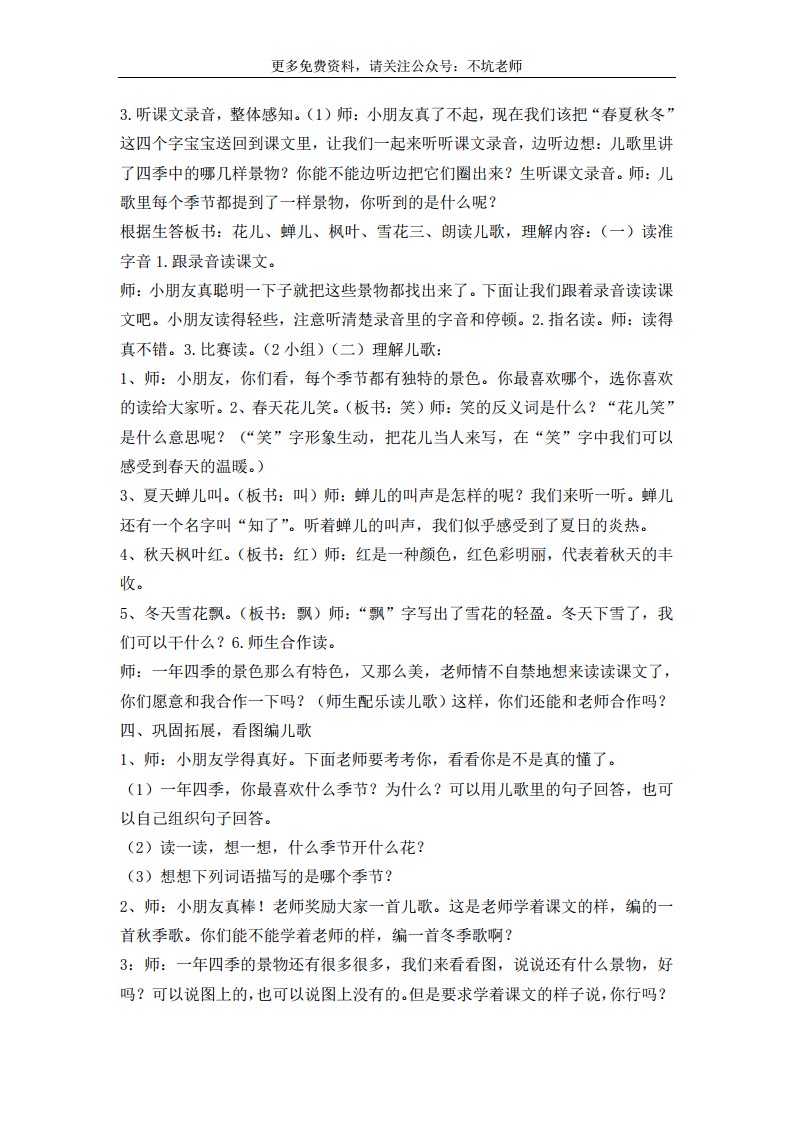 更多免费资料，请关注公众号：不坑老师
3.听课文录音，整体感知。（1）师：小朋友真了不起，现在我们该把“春夏秋冬”
这四个字宝宝送回到课文里，让我们一起来听听课文录音，边听边想：儿歌里讲
了四季中的哪几样景物？你能不能边听边把它们圈出来？生听课文录音。师：儿
歌里每个季节都提到了一样景物，你听到的是什么呢？
根据生答板书：花儿、蝉儿、枫叶、雪花三、朗读儿歌，理解内容：（一）读准
字音1.跟录音读课文。
师：小朋友真聪明一下子就把这些景物都找出来了。下面让我们跟着录音读读课
文吧。小朋友读得轻些，注意听清楚录音里的字音和停顿。2.指名读。师：读得
真不错。3.比赛读。（2小组）（二）理解儿歌：
1、师：小朋友，你们看，每个季节都有独特的景色。你最喜欢哪个，选你喜欢
的读给大家听。2、春天花儿笑。（板书：笑）师：笑的反义词是什么？“花儿笑”
是什么意思呢？（“笑”字形象生动，把花儿当人来写，在“笑”字中我们可以
感受到春天的温暖。）
3、夏天蝉儿叫。（板书：叫）师：蝉儿的叫声是怎样的呢？我们来听一听。蝉儿
还有一个名字叫“知了”。听着蝉儿的叫声，我们似乎感受到了夏日的炎热。
4、秋天枫叶红。（板书：红）师：红是一种颜色，红色彩明丽，代表着秋天的丰
收。
5、冬天雪花飘。（板书：飘）师：“飘”字写出了雪花的轻盈。冬天下雪了，我
们可以干什么？6.师生合作读。
师：一年四季的景色那么有特色，又那么美，老师情不自禁地想来读读课文了，
你们愿意和我合作一下吗？（师生配乐读儿歌）这样，你们还能和老师合作吗？
四、巩固拓展，看图编儿歌
1、师：小朋友学得真好。下面老师要考考你，看看你是不是真的懂了。
（1）一年四季，你最喜欢什么季节？为什么？可以用儿歌里的句子回答，也可
以自己组织句子回答。
（2）读一读，想一想，什么季节开什么花？
（3）想想下列词语描写的是哪个季节？
2、师：小朋友真棒！老师奖励大家一首儿歌。这是老师学着课文的样，编的一
首秋季歌。你们能不能学着老师的样，编一首冬季歌啊？
3：师：一年四季的景物还有很多很多，我们来看看图，说说还有什么景物，好
吗？可以说图上的，也可以说图上没有的。但是要求学着课文的样子说，你行吗？